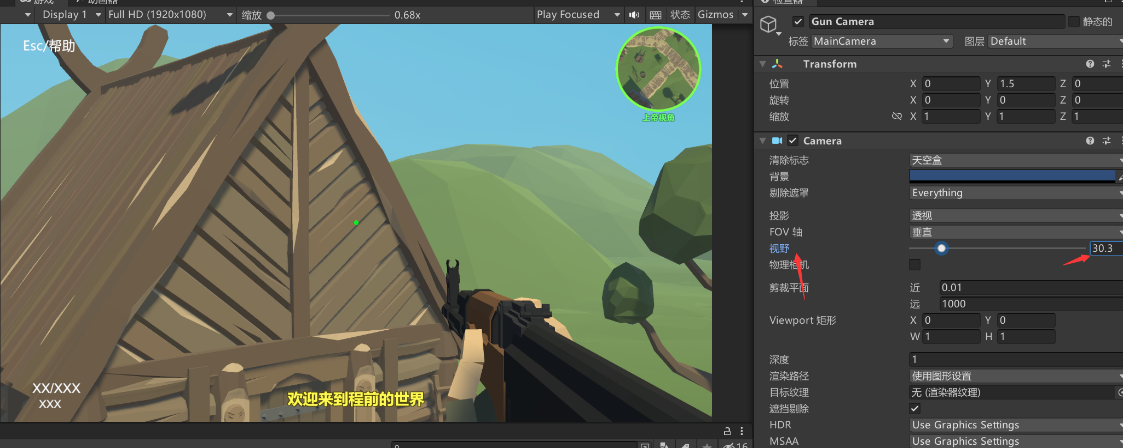 Display 1
Full HD (1920x1080)
缩放
0.68x
Play Focused
状态
Gizmos
Esc/帮助
上帝视角
XX/XXX
XXX
欢迎来到程前的世界
16
Gun Camera
静态的
标签 MainCamera 图层 Default
Transform
位置 X 0 Y 1.5 Z 0
旋转 X 0 Y 0 Z 0
缩放 X 1 Y 1 Z 1
Camera
清除标志 天空盒
背景
剔除遮罩 Everything
投影 透视
FOV 轴 垂直
视野 30.3
物理相机
剪裁平面 近 0.01
远 1000
Viewport 矩形 X 0 Y 0
W 1 H 1
深度 1
渲染路径 使用图形设置
目标纹理 无 (渲染器纹理)
遮挡剔除
HDR Use Graphics Settings
MSAA Use Graphics Settings